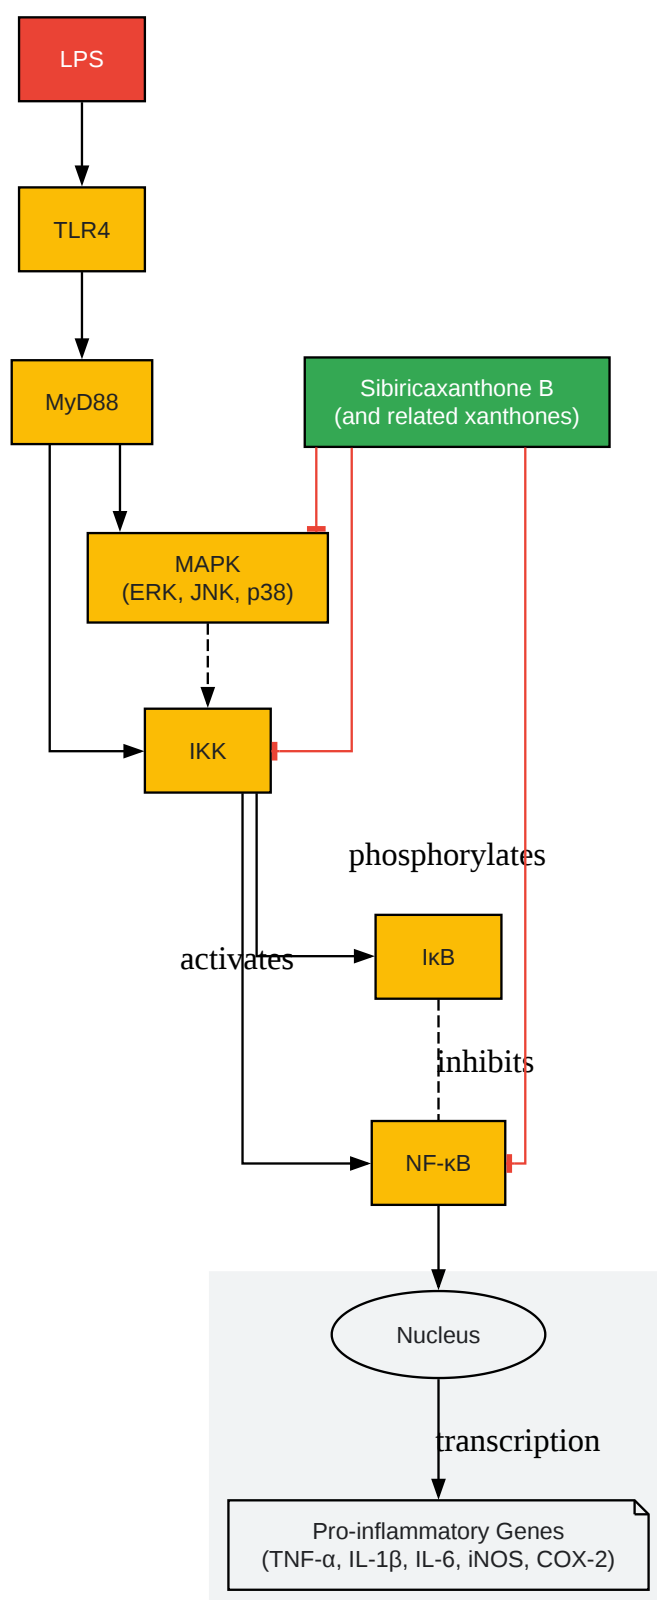 LPS
TLR4
MyD88
Sibiricaxanthone B
(and related xanthones)
MAPK
(ERK, JNK, p38)
IKK
phosphorylates
activates
IκB
inhibits
NF-κB
Nucleus
transcription
Pro-inflammatory Genes
(TNF-α, IL-1β, IL-6, iNOS, COX-2)